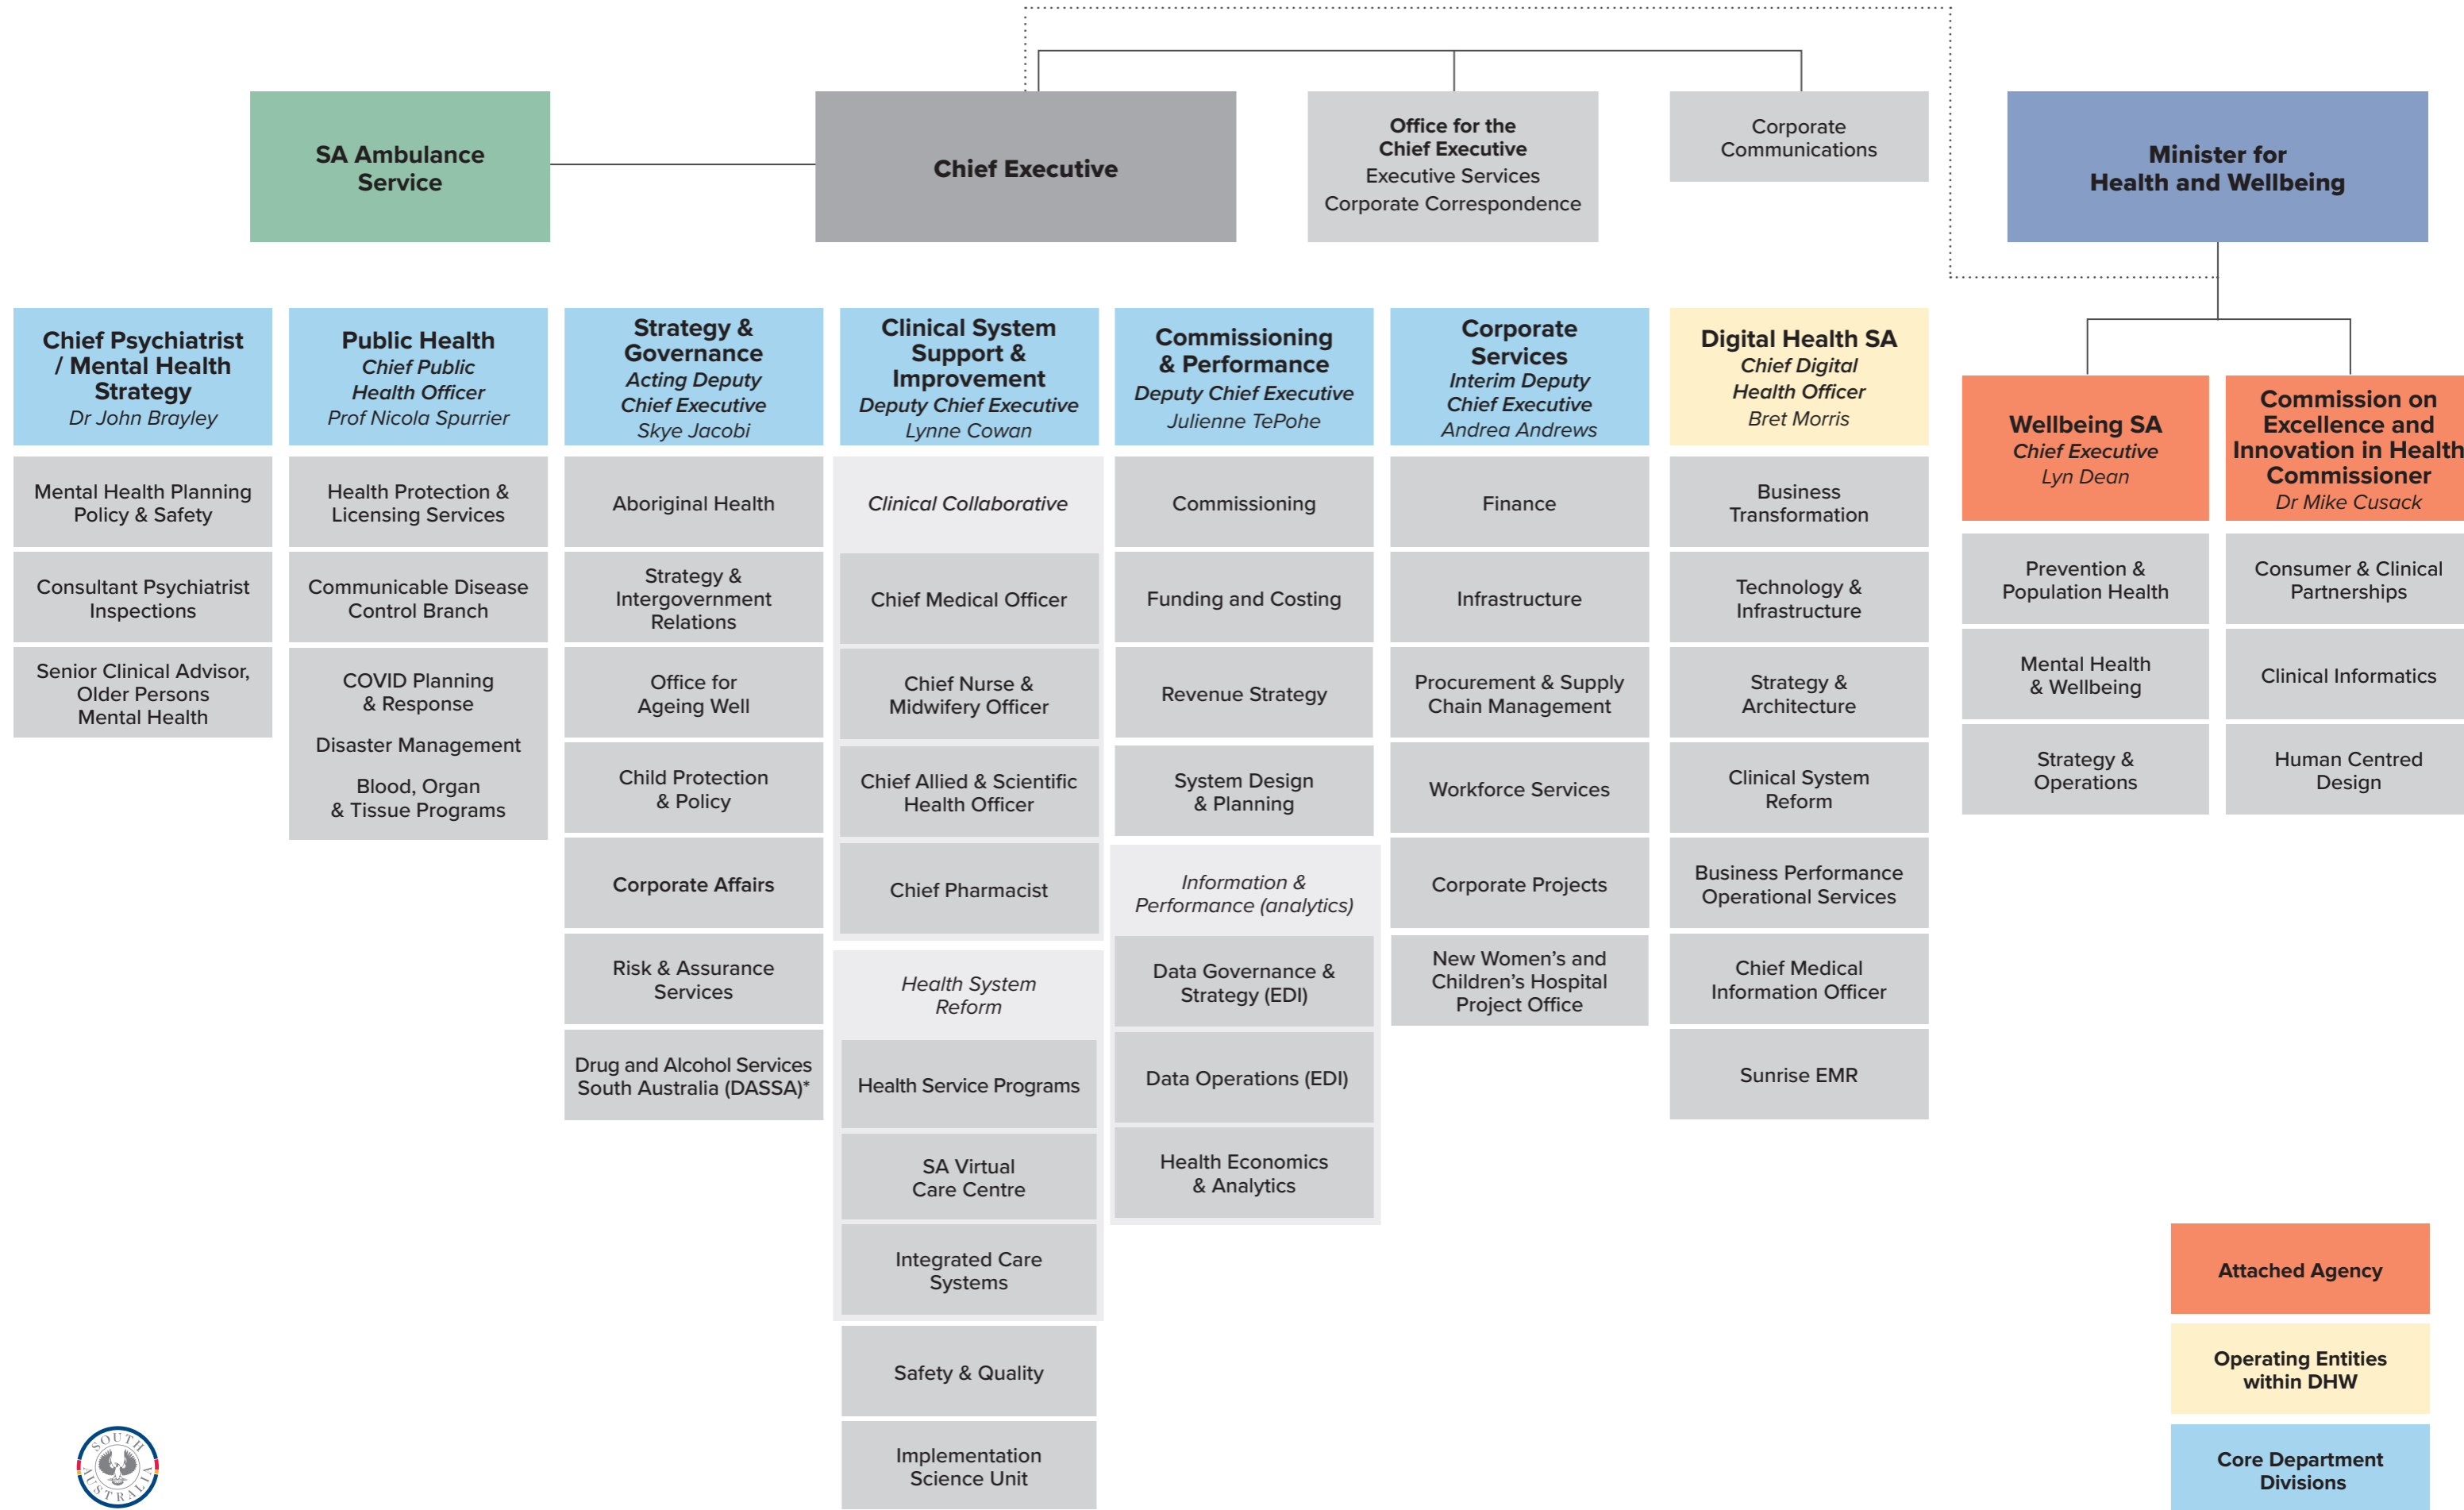 SA Ambulance
Service
Chief Executive
Office for the
Chief Executive
Executive Services
Corporate Correspondence
Corporate
Communications
Minister for
Health and Wellbeing
Chief Psychiatrist
/ Mental Health
Strategy
Dr John Brayley
Mental Health Planning
Policy & Safety
Consultant Psychiatrist
Inspections
Senior Clinical Advisor,
Older Persons
Mental Health
Public Health
Chief Public
Health Officer
Prof Nicola Spurrier
Health Protection &
Licensing Services
Communicable Disease
Control Branch
COVID Planning
& Response
Disaster Management
Blood, Organ
& Tissue Programs
Strategy &
Governance
Acting Deputy
Chief Executive
Skye Jacobi
Aboriginal Health
Strategy &
Intergovernment
Relations
Office for
Ageing Well
Child Protection
& Policy
Corporate Affairs
Risk & Assurance
Services
Drug and Alcohol Services
South Australia (DASSA)*
Clinical System
Support &
Improvement
Deputy Chief Executive
Lynne Cowan
Clinical Collaborative
Chief Medical Officer
Chief Nurse &
Midwifery Officer
Chief Allied & Scientific
Health Officer
Chief Pharmacist
Health System
Reform
Health Service Programs
SA Virtual
Care Centre
Integrated Care
Systems
Safety & Quality
Implementation
Science Unit
Commissioning
& Performance
Deputy Chief Executive
Julienne TePohe
Commissioning
Funding and Costing
Revenue Strategy
System Design
& Planning
Information &
Performance (analytics)
Data Governance &
Strategy (EDI)
Data Operations (EDI)
Health Economics
& Analytics
Corporate
Services
Interim Deputy
Chief Executive
Andrea Andrews
Finance
Infrastructure
Procurement & Supply
Chain Management
Workforce Services
Corporate Projects
New Women’s and
Children’s Hospital
Project Office
Digital Health SA
Chief Digital
Health Officer
Bret Morris
Business
Transformation
Technology &
Infrastructure
Strategy &
Architecture
Clinical System
Reform
Business Performance
Operational Services
Chief Medical
Information Officer
Sunrise EMR
Wellbeing SA
Chief Executive
Lyn Dean
Prevention &
Population Health
Mental Health
& Wellbeing
Strategy &
Operations
Commission on
Excellence and
Innovation in Health
Commissioner
Dr Mike Cusack
Consumer & Clinical
Partnerships
Clinical Informatics
Human Centred
Design
Attached Agency
Operating Entities
within DHW
Core Department
Divisions
SOUTH
AUSTRALIA